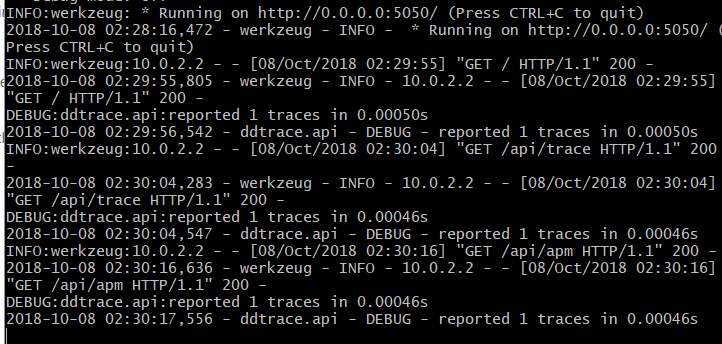 INFO:werkzeug: * Running on http://0.0.0.0:5050/ (Press CTRL+C to quit)
2018-10-08 02:28:16,472 - werkzeug - INFO -  * Running on http://0.0.0.0:5050/ (
Press CTRL+C to quit)
INFO:werkzeug:10.0.2.2 - - [08/Oct/2018 02:29:55] "GET / HTTP/1.1" 200 -
2018-10-08 02:29:55,805 - werkzeug - INFO - 10.0.2.2 - - [08/Oct/2018 02:29:55]
"GET / HTTP/1.1" 200 -
DEBUG:ddtrace.api:reported 1 traces in 0.00050s
2018-10-08 02:29:56,542 - ddtrace.api - DEBUG - reported 1 traces in 0.00050s
INFO:werkzeug:10.0.2.2 - - [08/Oct/2018 02:30:04] "GET /api/trace HTTP/1.1" 200
-
2018-10-08 02:30:04,283 - werkzeug - INFO - 10.0.2.2 - - [08/Oct/2018 02:30:04]
"GET /api/trace HTTP/1.1" 200 -
DEBUG:ddtrace.api:reported 1 traces in 0.00046s
2018-10-08 02:30:04,547 - ddtrace.api - DEBUG - reported 1 traces in 0.00046s
INFO:werkzeug:10.0.2.2 - - [08/Oct/2018 02:30:16] "GET /api/apm HTTP/1.1" 200 -
2018-10-08 02:30:16,636 - werkzeug - INFO - 10.0.2.2 - - [08/Oct/2018 02:30:16]
"GET /api/apm HTTP/1.1" 200 -
DEBUG:ddtrace.api:reported 1 traces in 0.00046s
2018-10-08 02:30:17,556 - ddtrace.api - DEBUG - reported 1 traces in 0.00046s